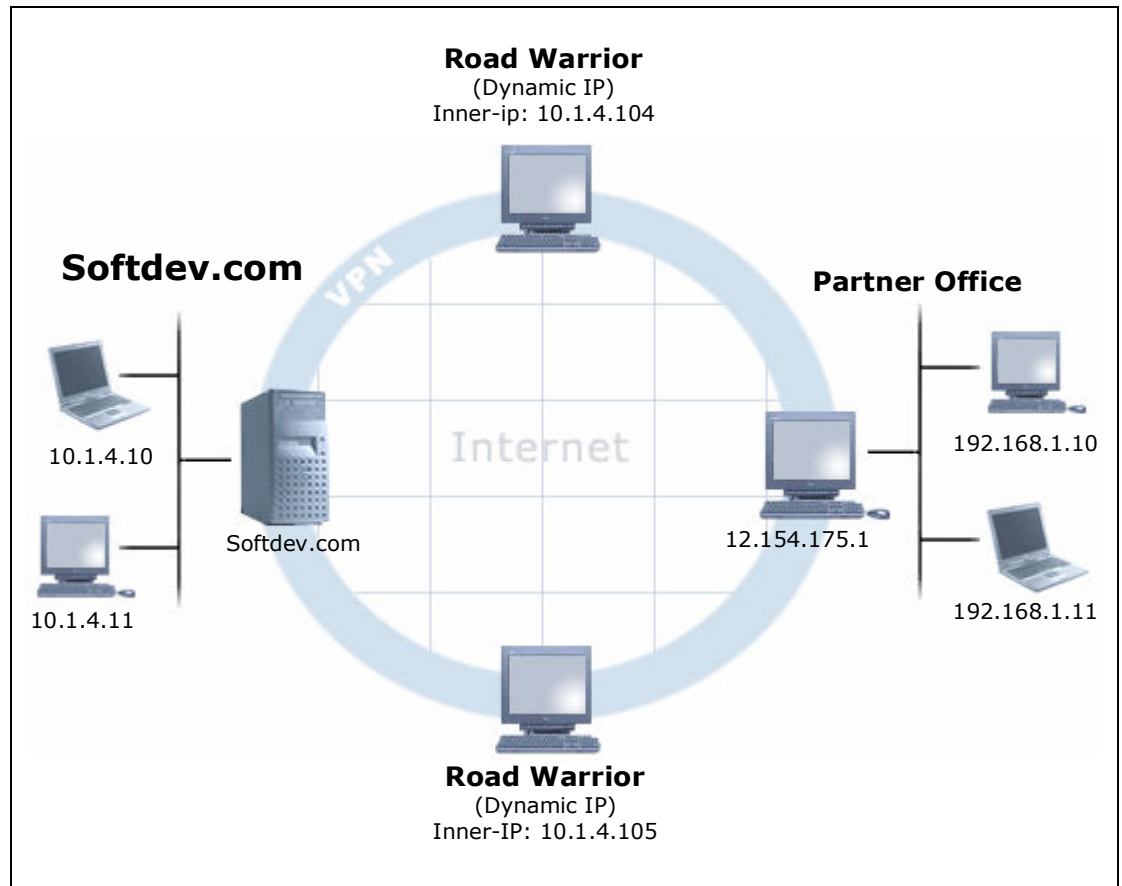 Road Warrior
(Dynamic IP)
Inner-ip: 10.1.4.104
Softdev.com
VPN
Partner Office
10.1.4.10
Internet
192.168.1.10
Softdev.com
12.154.175.1
10.1.4.11
192.168.1.11
Road Warrior
(Dynamic IP)
Inner-IP: 10.1.4.105